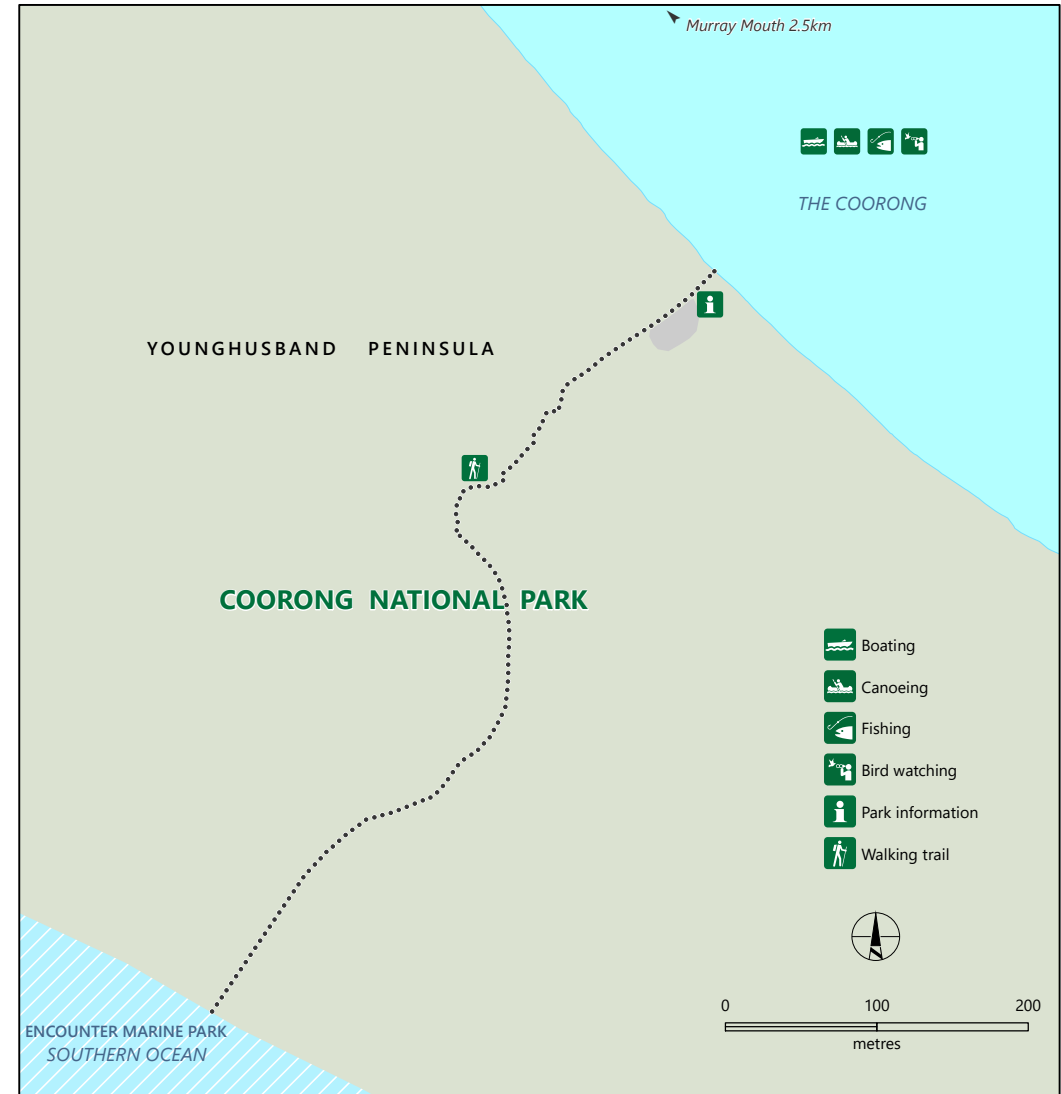 Murray Mouth 2.5km
THE COORONG
YOUNGHUSBAND PENINSULA
COORONG NATIONAL PARK
Boating
Canoeing
Fishing
Bird watching
Park information
Walking trail
0 100 200
metres
ENCOUNTER MARINE PARK
SOUTHERN OCEAN